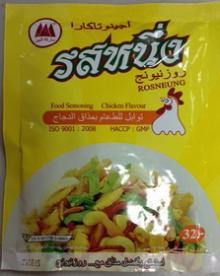 اجينوتاكارا
รสหนึ่ง
روزنيونج
ROSNEUNG
Food Seasoning Chicken Flavour
توابل للطعام بمذاق الدجاج
ISO 9001 : 2008 HACCP : GMP
32